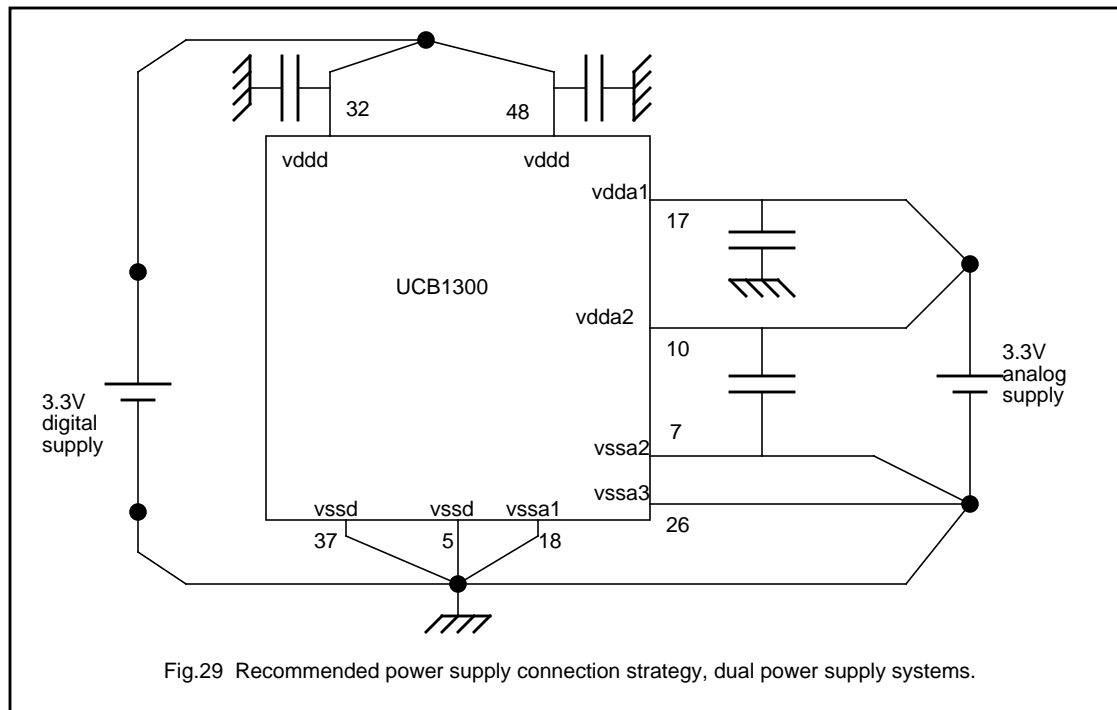 32
48
vddd
vddd
vdda1
17
UCB1300
vdda2
10
3.3V
analog
supply
3.3V
digital
supply
7
vssa2
vssa3
26
vssd
vssd
vssa1
37
5
18
Fig.29 Recommended power supply connection strategy, dual power supply systems.